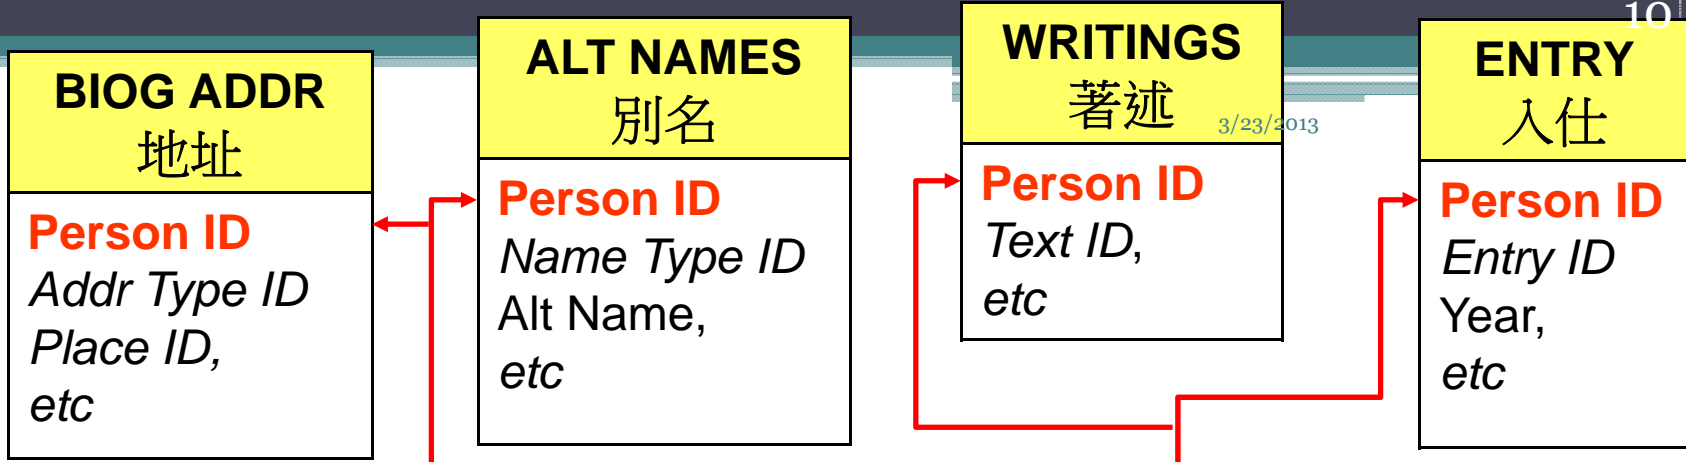 10
BIOG ADDR
地址
Person ID
Addr Type ID
Place ID,
etc
ALT NAMES
別名
Person ID
Name Type ID
Alt Name,
etc
WRITINGS
著述
3/23/2013
Person ID
Text ID,
etc
ENTRY
入仕
Person ID
Entry ID
Year,
etc